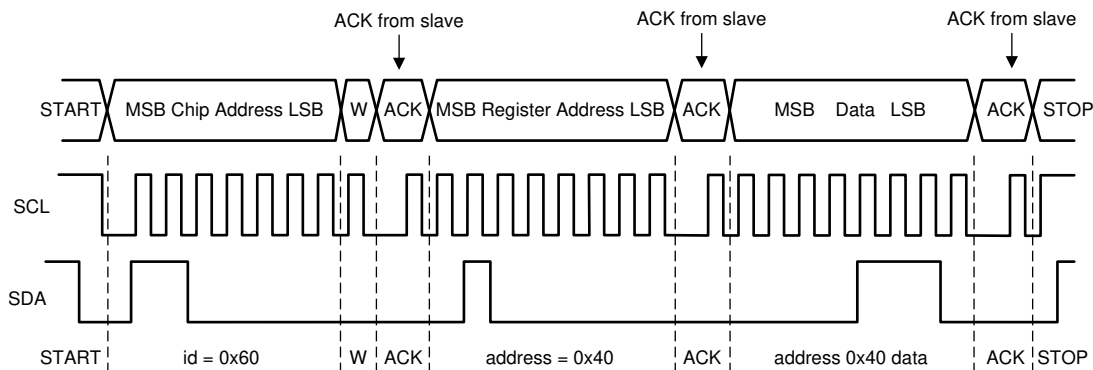 ACK from slave ACK from slave ACK from slave
START MSB Chip Address LSB W ACK MSB Register Address LSB ACK MSB Data LSB ACK STOP
SCL
SDA
START id = 0x60 W ACK address = 0x40 ACK address 0x40 data ACK STOP